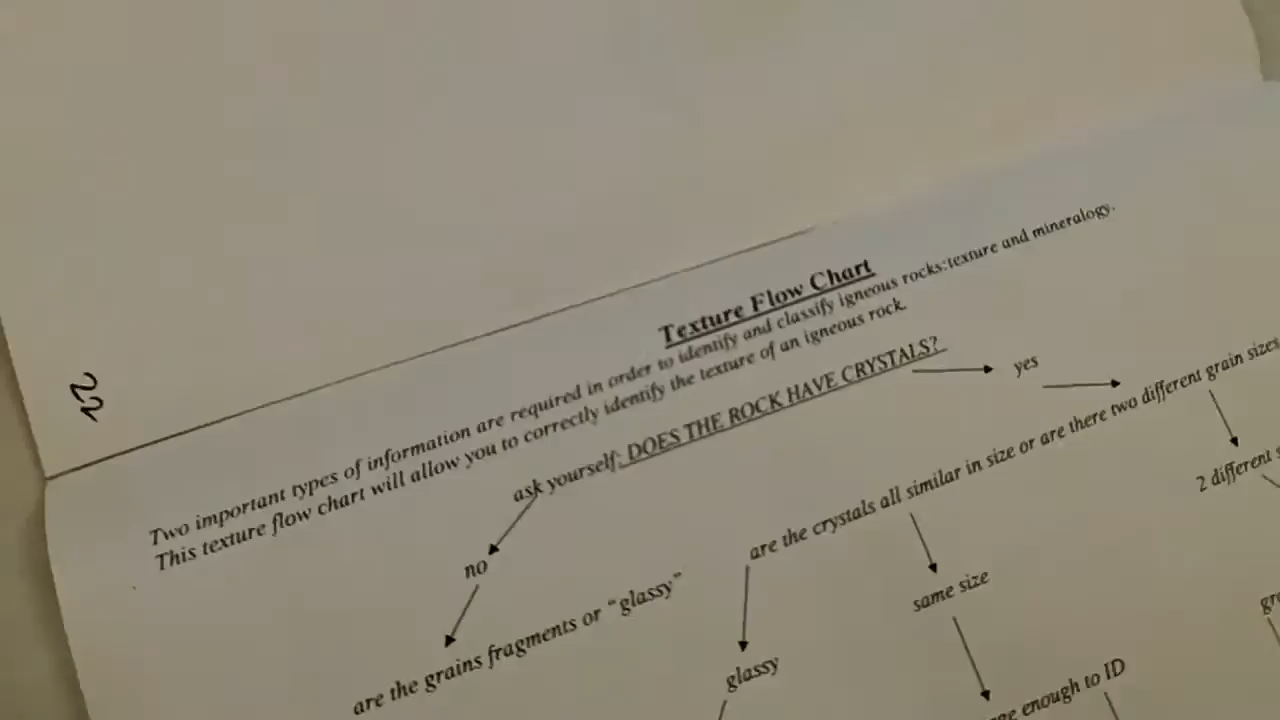 22
Texture Flow Chart
Two important types of information are required in order to identify and classify igneous rocks:texture and mineralogy.
This texture flow chart will allow you to correctly identify the texture of an igneous rock.
ask yourself: DOES THE ROCK HAVE CRYSTALS?
yes
no
are the crystals all similar in size or are there two different grain sizes
2 different
are the grains fragments or "glassy"
same size
glassy
enough to ID